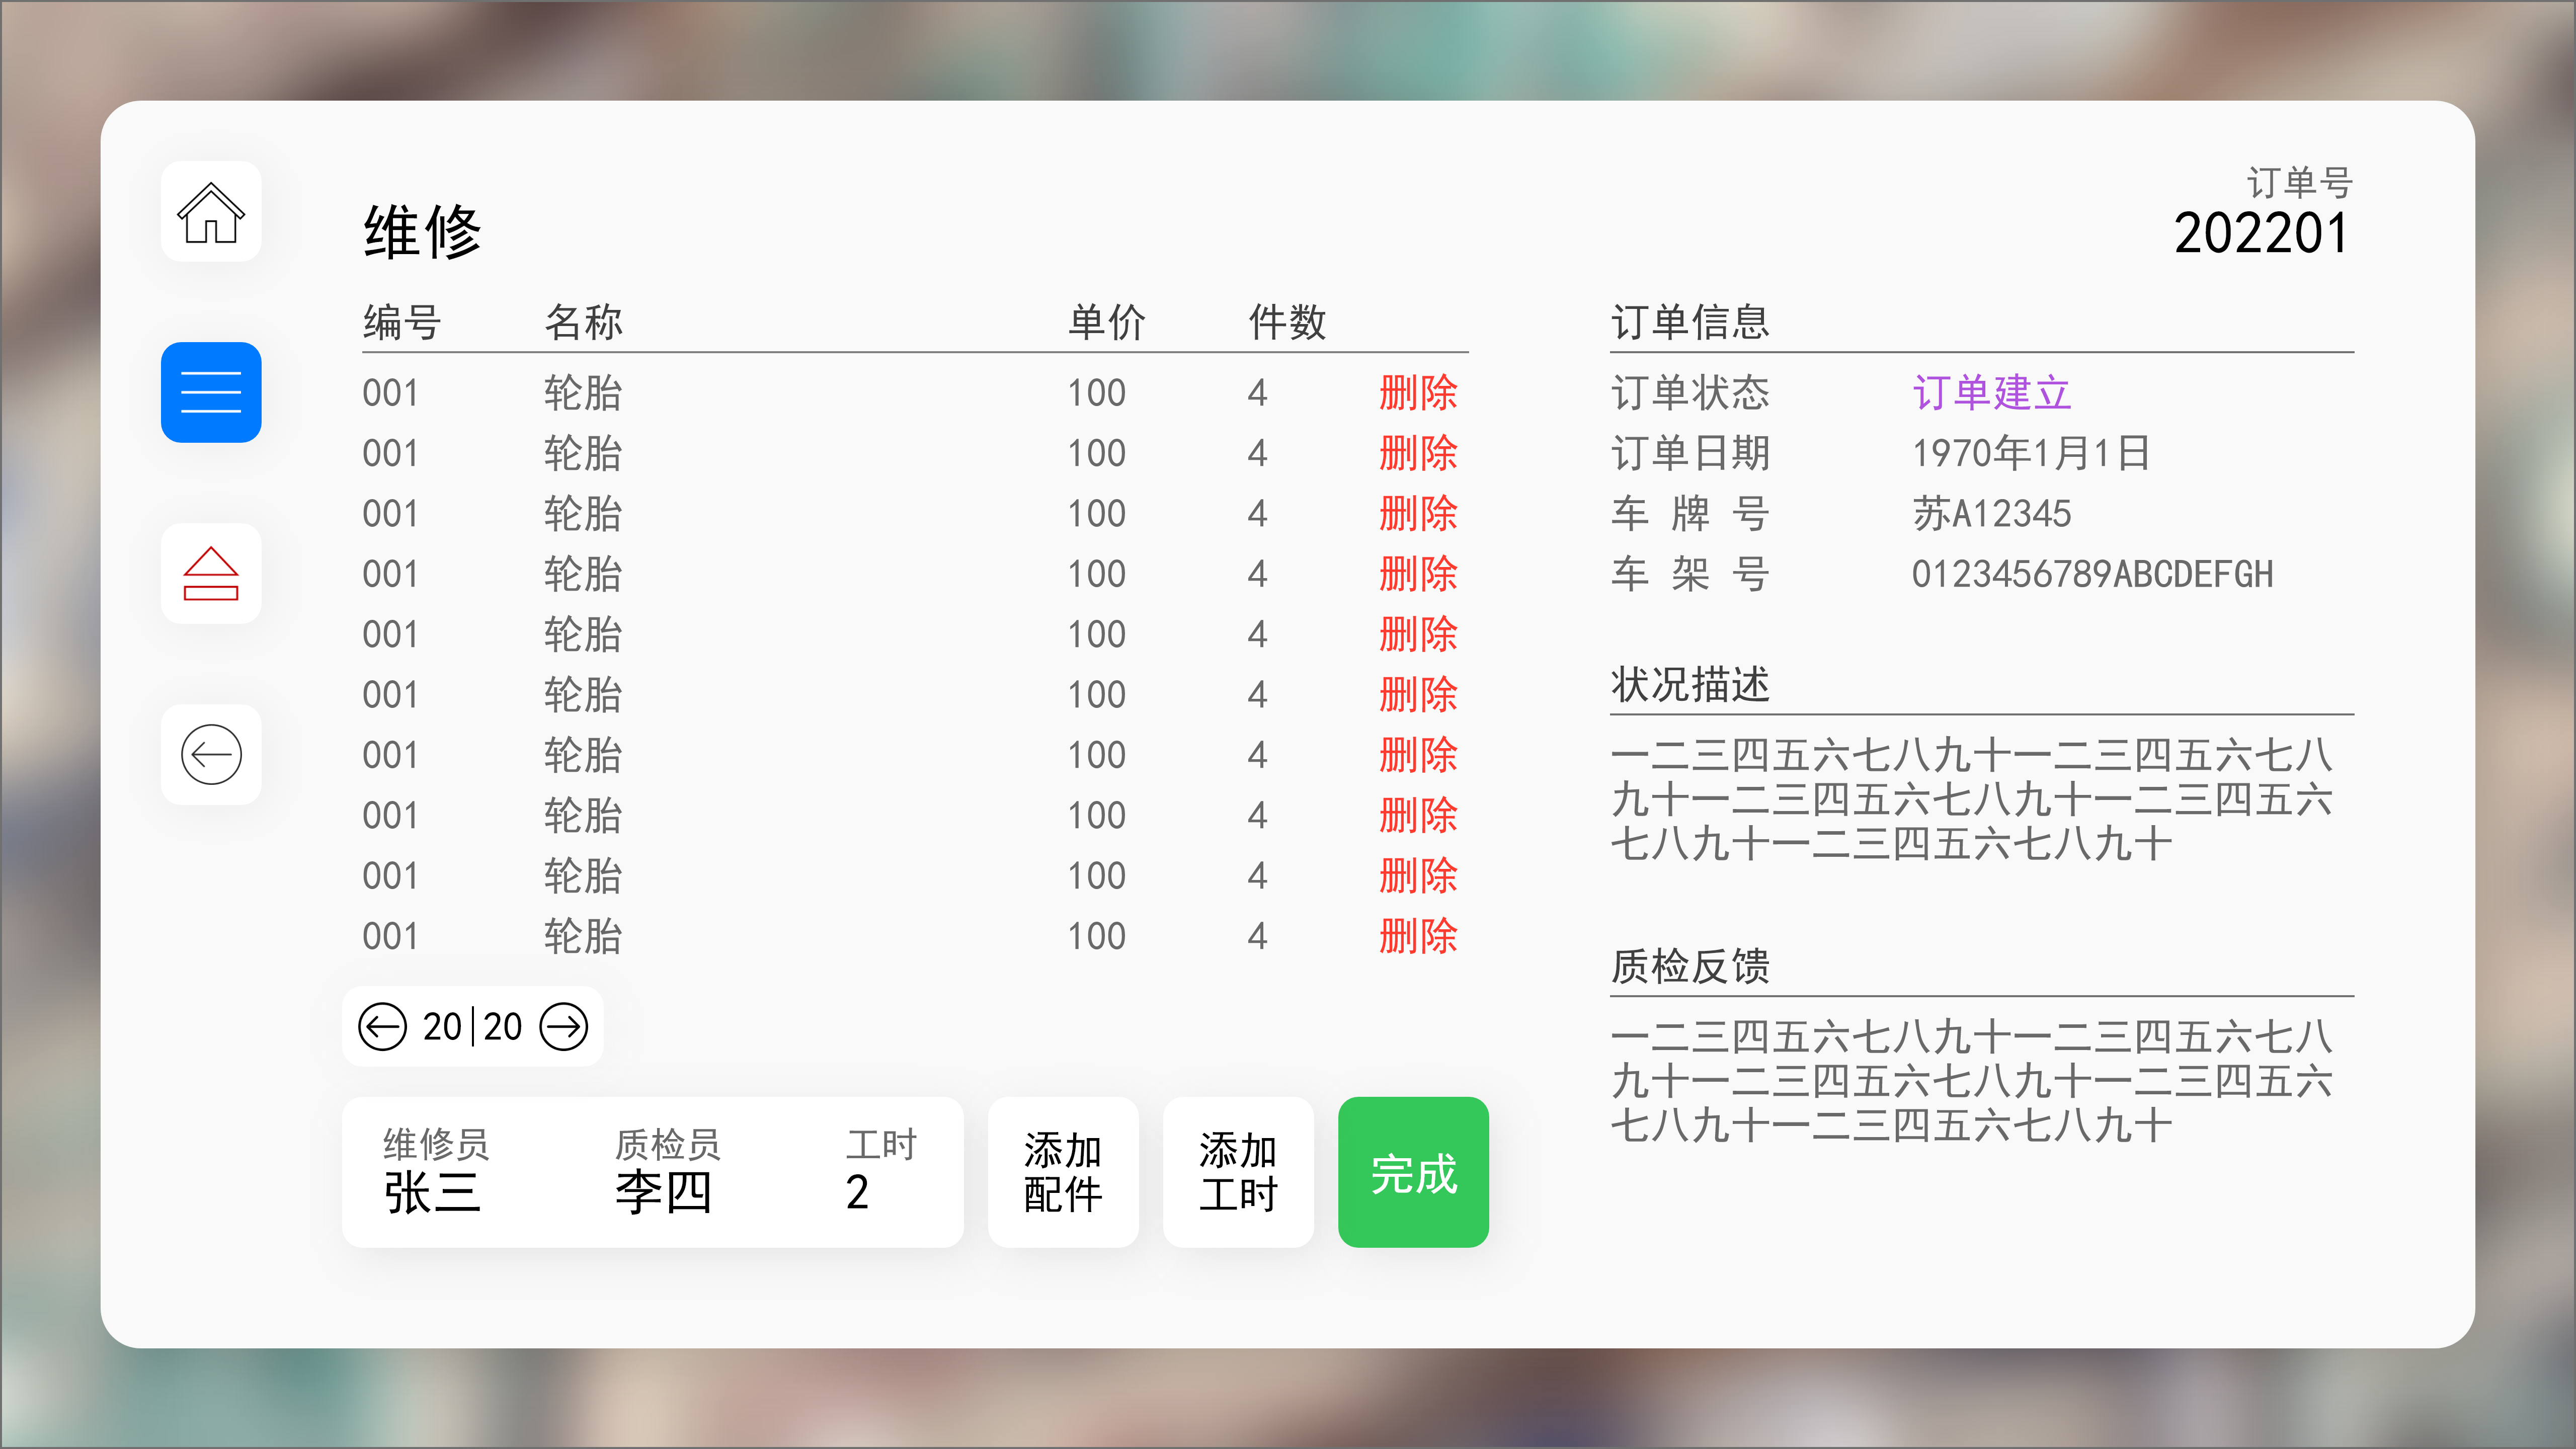 维修
订单号
202201
编号 名称 单价 件数
001 轮胎 100 4 删除
001 轮胎 100 4 删除
001 轮胎 100 4 删除
001 轮胎 100 4 删除
001 轮胎 100 4 删除
001 轮胎 100 4 删除
001 轮胎 100 4 删除
001 轮胎 100 4 删除
001 轮胎 100 4 删除
001 轮胎 100 4 删除
20|20
维修员 质检员 工时
张三 李四 2
添加
配件
添加
工时
完成
订单信息
订单状态 订单建立
订单日期 1970年1月1日
车 牌 号 苏A12345
车 架 号 0123456789ABCDEFGH
状况描述
一二三四五六七八九十一二三四五六七八
九十一二三四五六七八九十一二三四五六
七八九十一二三四五六七八九十
质检反馈
一二三四五六七八九十一二三四五六七八
九十一二三四五六七八九十一二三四五六
七八九十一二三四五六七八九十